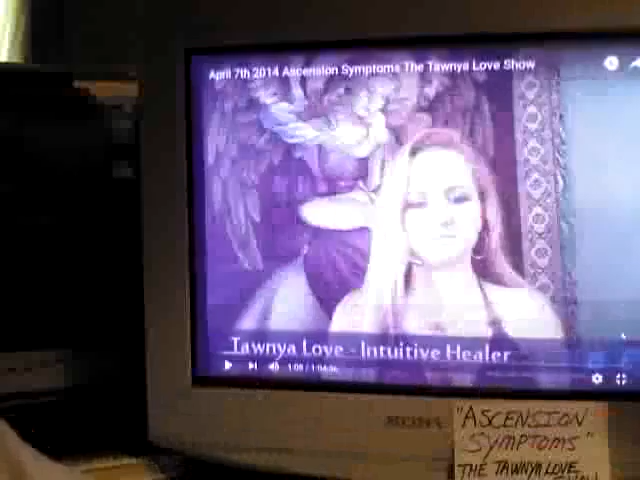 April 7th 2014 Ascension Symptoms The Tawnya Love Show
Tawnya Love - Intuitive Healer
"ASCENSION
SYMPTOMS"
THE TAWNYA LOVE